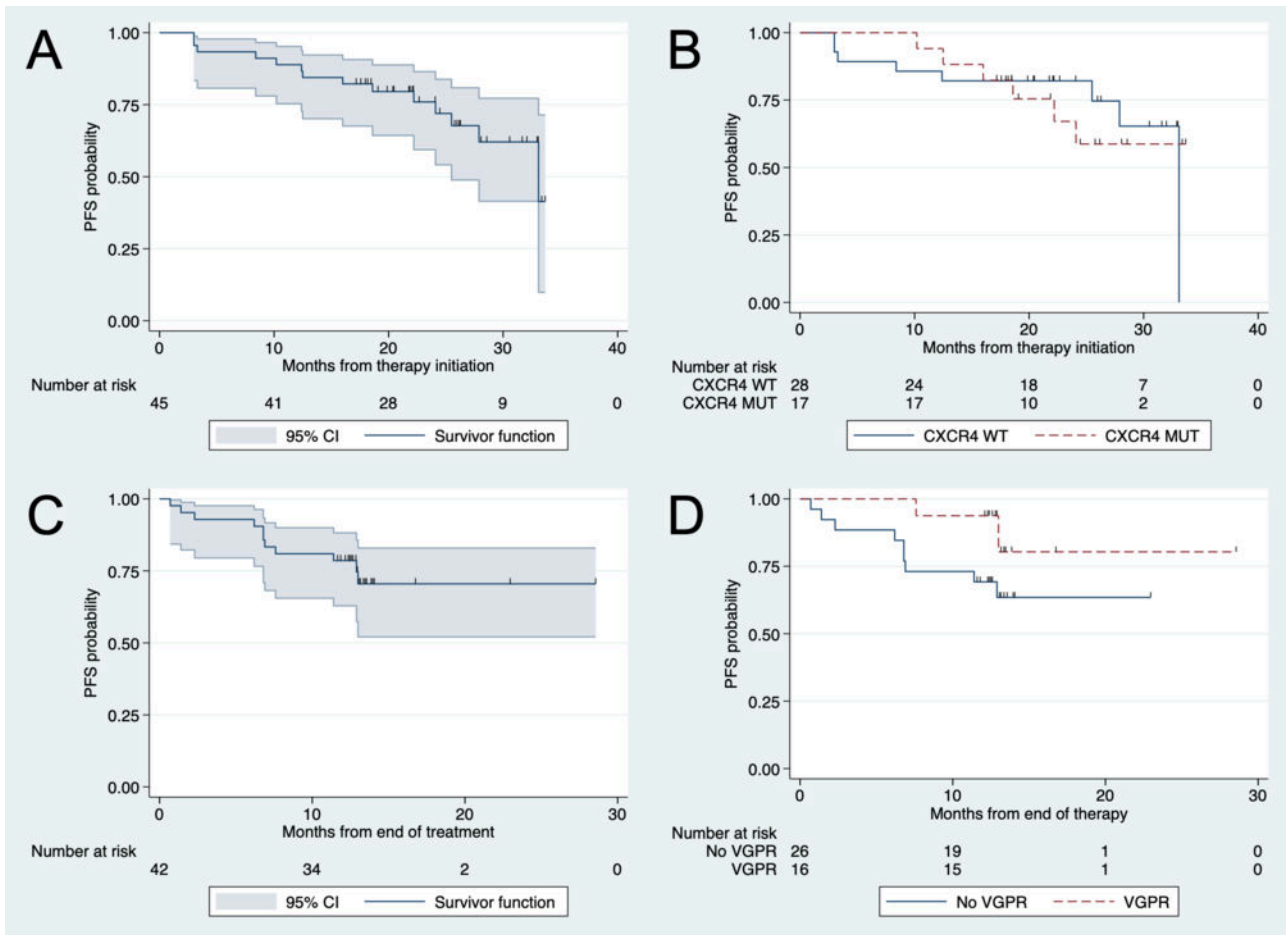 A
1.00
0.75
0.50
0.25
0.00
PFS probability
0 10 20 30 40
Months from therapy initiation
Number at risk
45 41 28 9 0
95% CI Survivor function
B
1.00
0.75
0.50
0.25
0.00
PFS probability
0 10 20 30 40
Months from therapy initiation
Number at risk
CXCR4 WT 28 24 18 7 0
CXCR4 MUT 17 17 10 2 0
CXCR4 WT CXCR4 MUT
C
1.00
0.75
0.50
0.25
0.00
PFS probability
0 10 20 30
Months from end of treatment
Number at risk
42 34 2 0
95% CI Survivor function
D
1.00
0.75
0.50
0.25
0.00
PFS probability
0 10 20 30
Months from end of therapy
Number at risk
No VGPR 26 19 1 0
VGPR 16 15 1 0
No VGPR VGPR